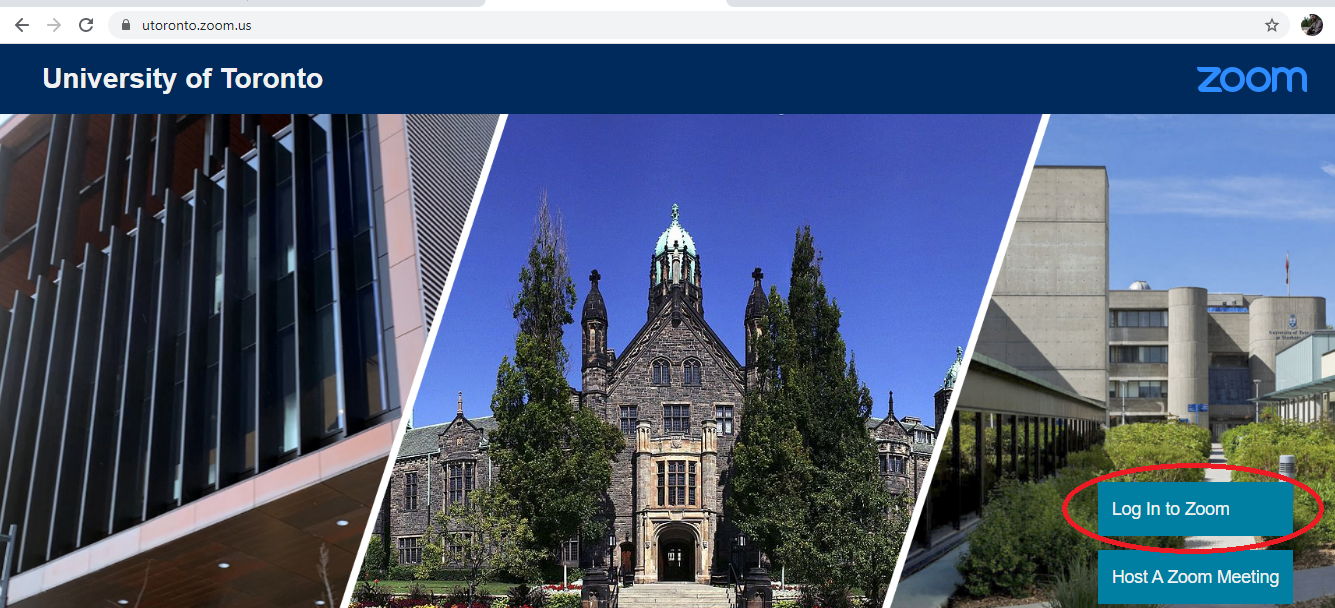 utoronto.zoom.us
University of Toronto
zoom
Log In to Zoom
Host A Zoom Meeting